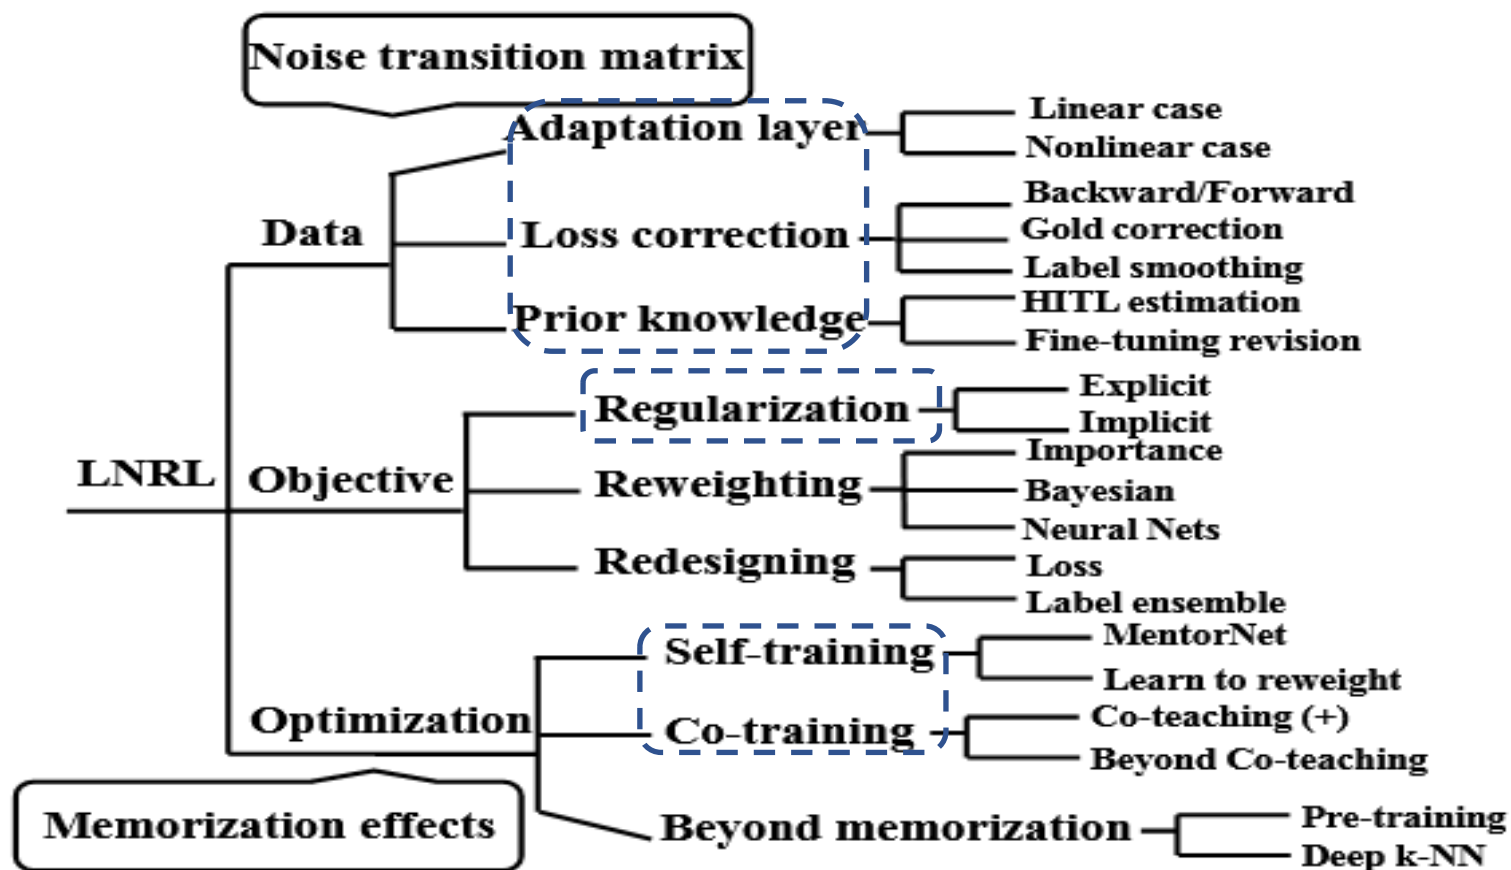 Noise transition matrix
Adaptation layer
Linear case
Nonlinear case
Data
Loss correction
Backward/Forward
Gold correction
Label smoothing
Prior knowledge
HITL estimation
Fine-tuning revision
LNRL
Objective
Regularization
Explicit
Implicit
Reweighting
Importance
Bayesian
Neural Nets
Redesigning
Loss
Label ensemble
Optimization
Self-training
MentorNet
Learn to reweight
Co-training
Co-teaching (+)
Beyond Co-teaching
Memorization effects
Beyond memorization
Pre-training
Deep k-NN